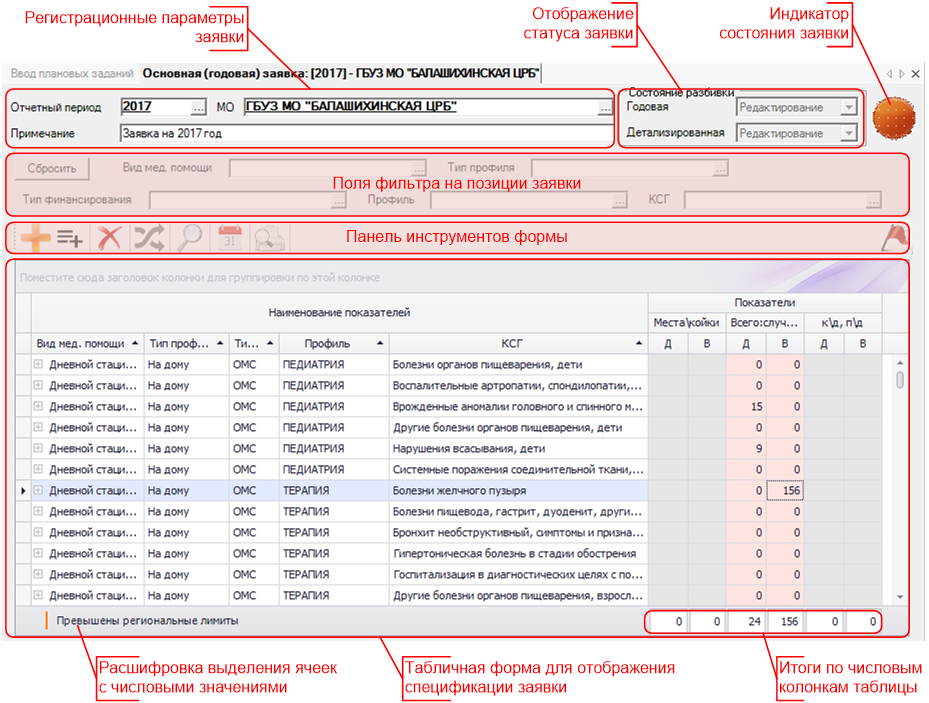 Регистрационные параметры
заявки
Отображение
статуса заявки
Индикатор
состояния заявки
Ввод плановых заданий Основная (годовая) заявка: [2017] - ГБУЗ МО "БАЛАШИХИНСКАЯ ЦРБ"
Отчетный период 2017 ... МО ГБУЗ МО "БАЛАШИХИНСКАЯ ЦРБ" ...
Примечание Заявка на 2017 год
Состояние разбивки
Годовая Редактирование
Детализированная Редактирование
Сбросить Вид мед. помощи ... Тип профиля ...
Поля фильтра на позиции заявки
Тип финансирования ... Профиль ... КСГ ...
31
Панель инструментов формы
Поместите сюда заголовок колонки для группировки по этой колонке
Наименование показателей Показатели
Места\койки Всего:случ... к\д, п\д
Вид мед. помощи Тип проф... Ти... Профиль КСГ Д В Д В Д В
Дневной стаци... На дому ОМС ПЕДИАТРИЯ Болезни органов пищеварения, дети 0 0
Дневной стаци... На дому ОМС ПЕДИАТРИЯ Воспалительные артропатии, спондилопатии,... 0 0
Дневной стаци... На дому ОМС ПЕДИАТРИЯ Врожденные аномалии головного и спинного м... 15 0
Дневной стаци... На дому ОМС ПЕДИАТРИЯ Другие болезни органов пищеварения, дети 0 0
Дневной стаци... На дому ОМС ПЕДИАТРИЯ Нарушения всасывания, дети 9 0
Дневной стаци... На дому ОМС ПЕДИАТРИЯ Системные поражения соединительной ткани,... 0 0
Дневной стаци... На дому ОМС ТЕРАПИЯ Болезни желчного пузыря 0 156
Дневной стаци... На дому ОМС ТЕРАПИЯ Болезни пищевода, гастрит, дуоденит, други... 0 0
Дневной стаци... На дому ОМС ТЕРАПИЯ Бронхит необструктивный, симптомы и призна... 0 0
Дневной стаци... На дому ОМС ТЕРАПИЯ Гипертоническая болезнь в стадии обострения 0 0
Дневной стаци... На дому ОМС ТЕРАПИЯ Госпитализация в диагностических целях с по... 0 0
Дневной стаци... На дому ОМС ТЕРАПИЯ Другие болезни органов пищеварения, взросл... 0 0
Превышены региональные лимиты 0 0 24 156 0 0
Расшифровка выделения ячеек
с числовыми значениями
Табличная форма для отображения
спецификации заявки
Итоги по числовым
колонкам таблицы